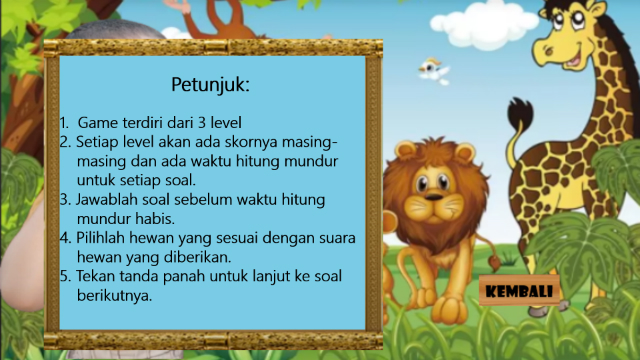 Petunjuk:
1. Game terdiri dari 3 level
2. Setiap level akan ada skornya masing-
masing dan ada waktu hitung mundur
untuk setiap soal.
3. Jawablah soal sebelum waktu hitung
mundur habis.
4. Pilihlah hewan yang sesuai dengan suara
hewan yang diberikan.
5. Tekan tanda panah untuk lanjut ke soal
berikutnya.
KEMBALI